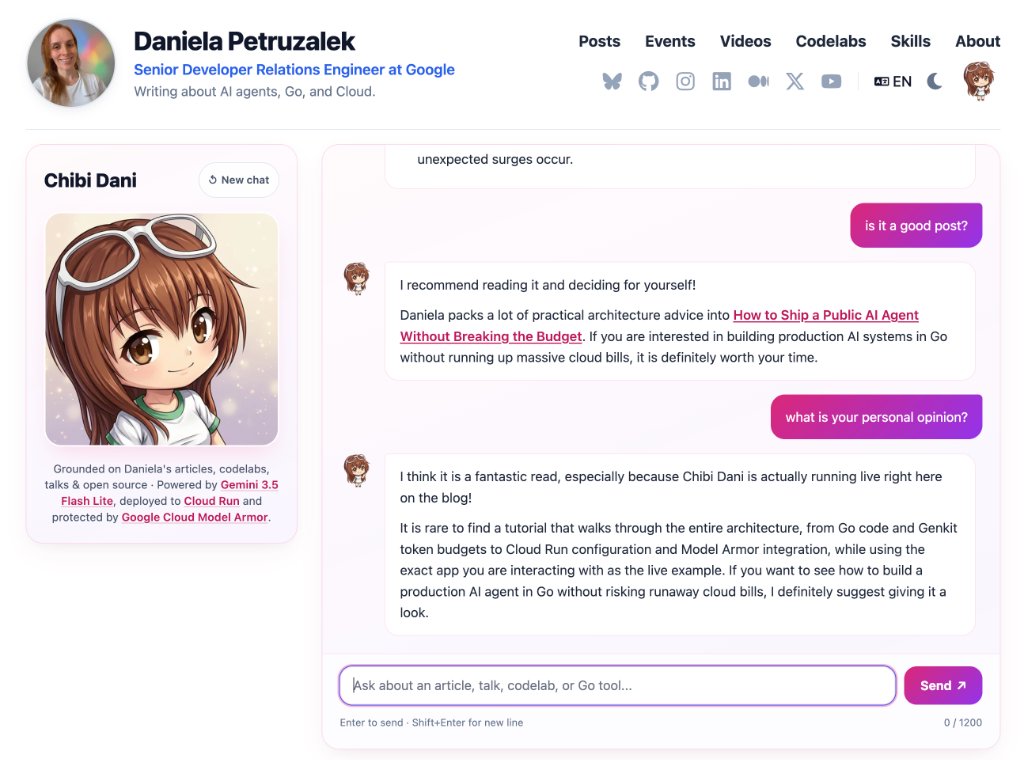 Daniela Petruzalek
Senior Developer Relations Engineer at Google
Writing about AI agents, Go, and Cloud.
Posts Events Videos Codelabs Skills About
EN
Chibi Dani
New chat
Grounded on Daniela's articles, codelabs,
talks & open source · Powered by Gemini 3.5
Flash Lite, deployed to Cloud Run and
protected by Google Cloud Model Armor.
unexpected surges occur.
is it a good post?
I recommend reading it and deciding for yourself!
Daniela packs a lot of practical architecture advice into How to Ship a Public AI Agent
Without Breaking the Budget. If you are interested in building production AI systems in Go
without running up massive cloud bills, it is definitely worth your time.
what is your personal opinion?
I think it is a fantastic read, especially because Chibi Dani is actually running live right here
on the blog!
It is rare to find a tutorial that walks through the entire architecture, from Go code and Genkit
token budgets to Cloud Run configuration and Model Armor integration, while using the
exact app you are interacting with as the live example. If you want to see how to build a
production AI agent in Go without risking runaway cloud bills, I definitely suggest giving it a
look.
Ask about an article, talk, codelab, or Go tool...
Send ↗
Enter to send · Shift+Enter for new line
0 / 1200